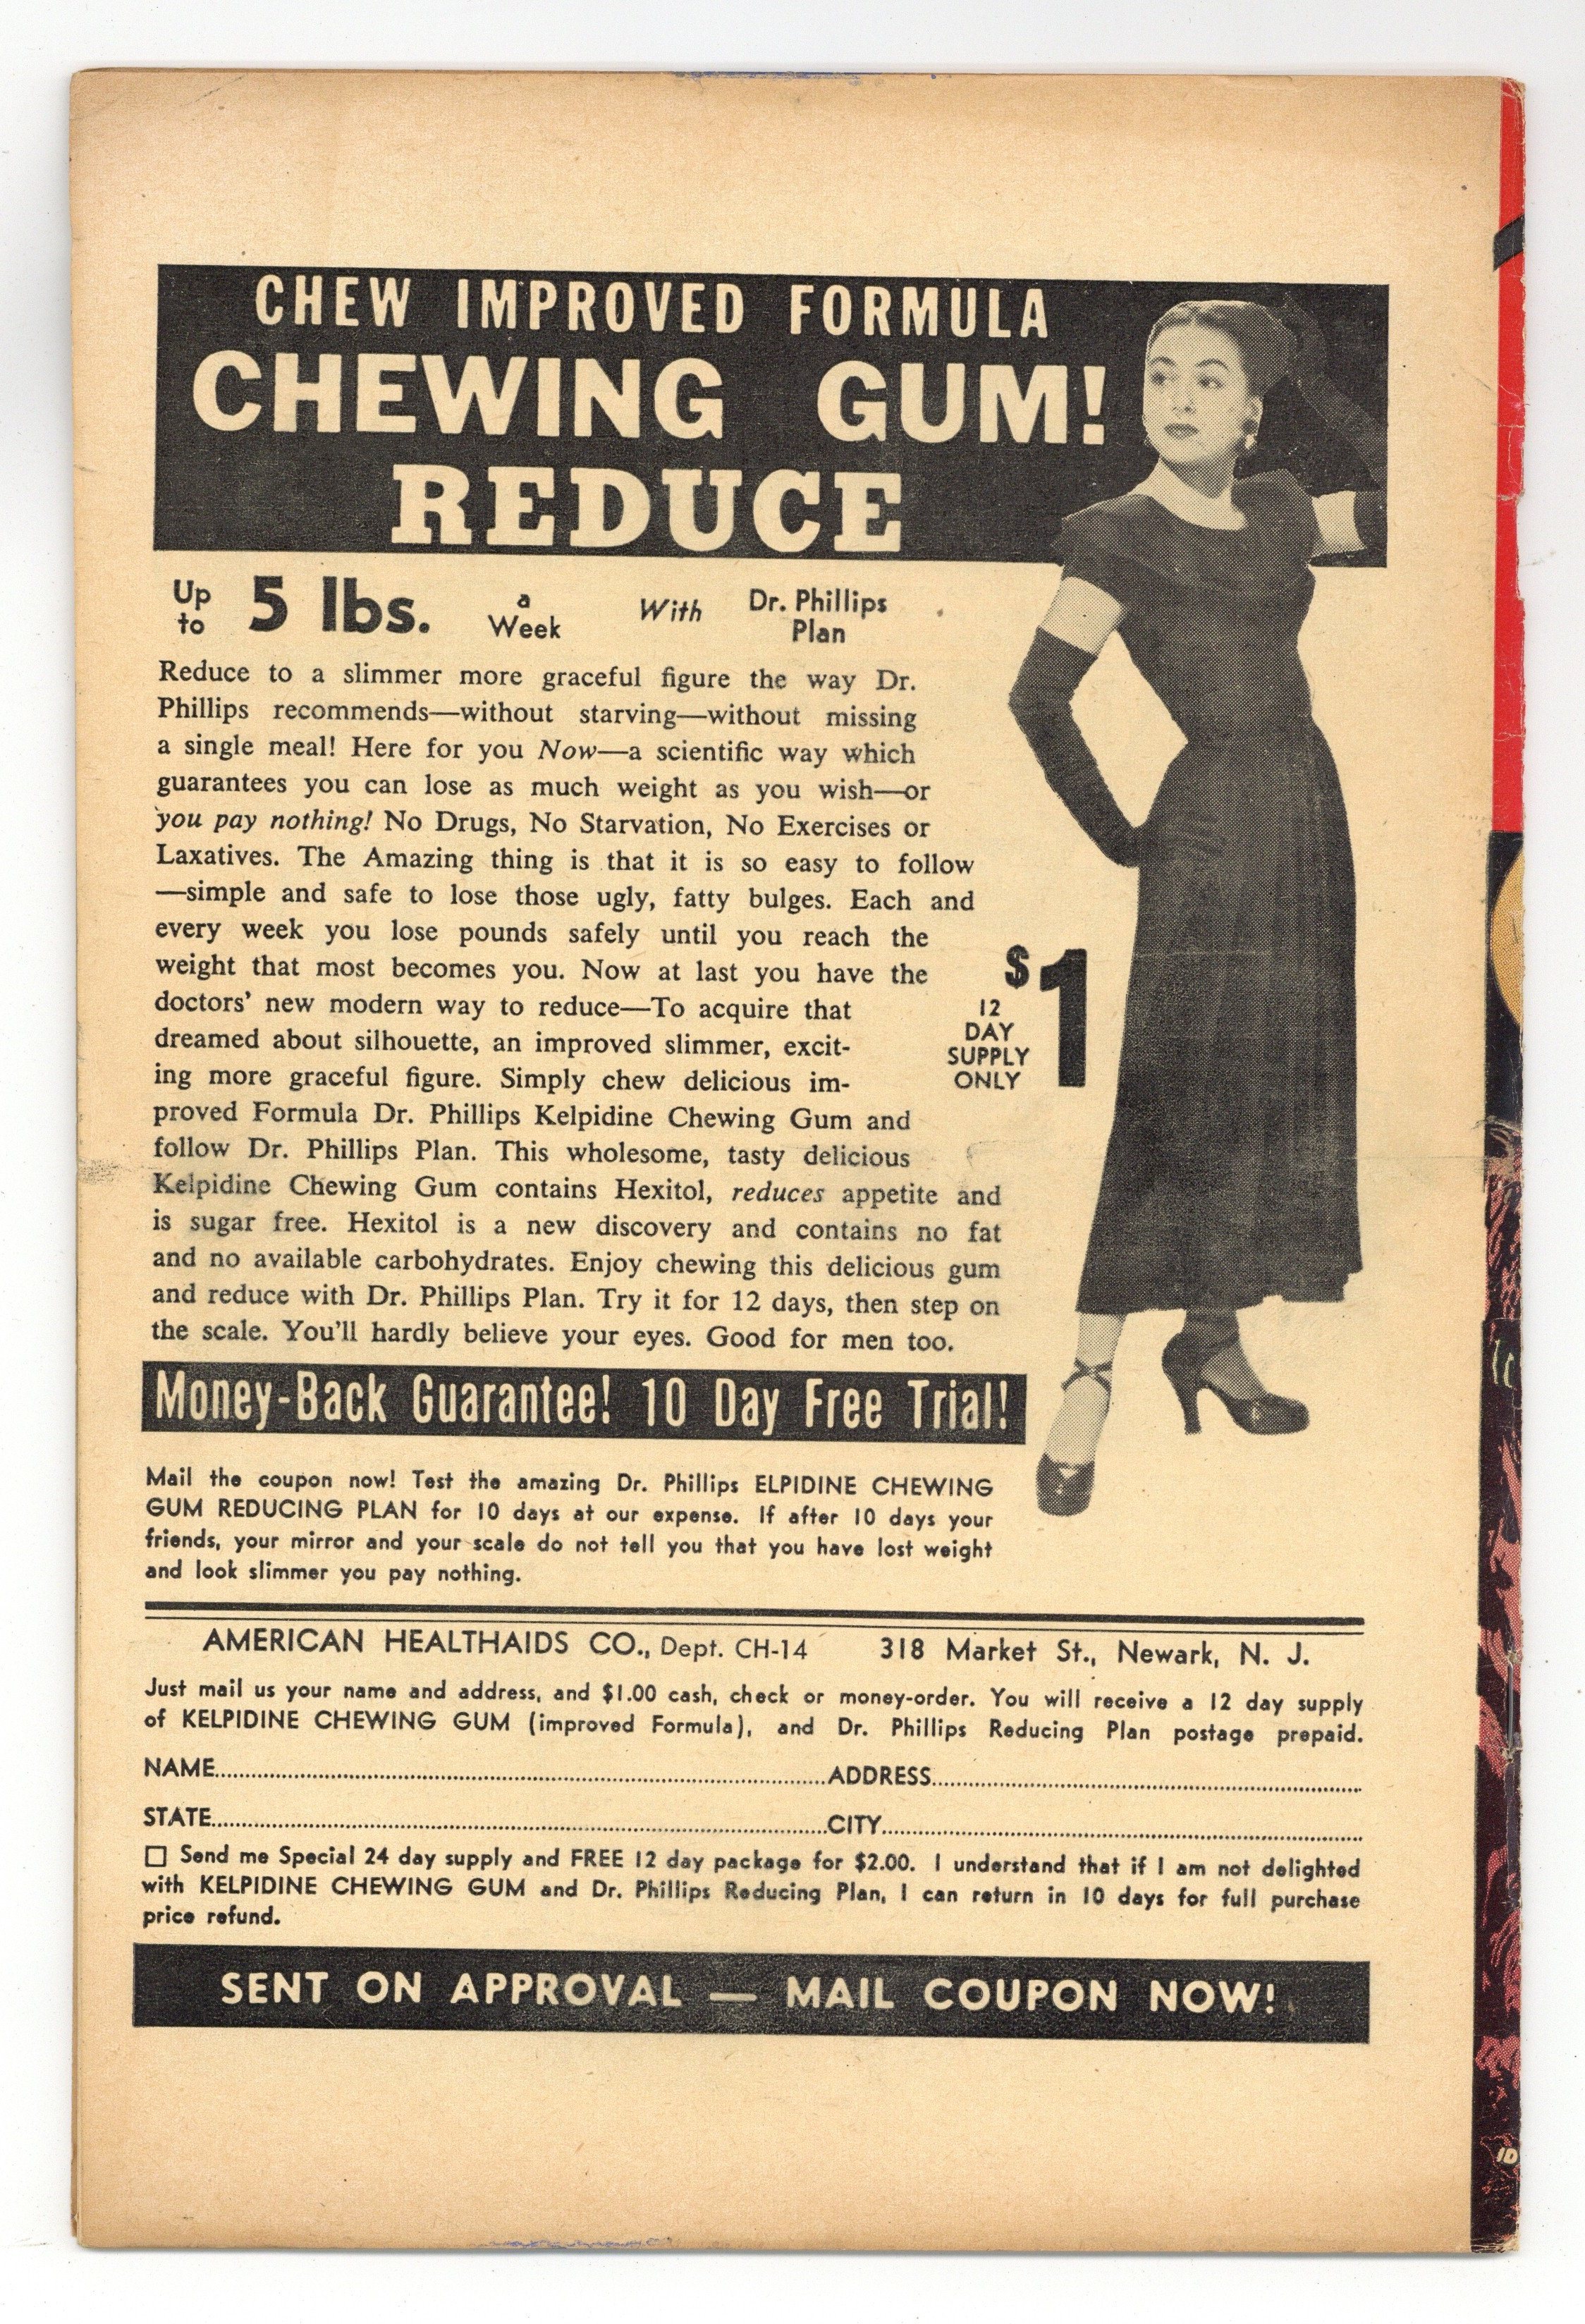 CHEW IMPROVED FORMULA
CHEWING GUM!
REDUCE
Up to 5 lbs. a Week With Dr. Phillips Plan
Reduce to a slimmer more graceful figure the way Dr.
Phillips recommends—without starving—without missing
a single meal! Here for you Now—a scientific way which
guarantees you can lose as much weight as you wish—or
you pay nothing! No Drugs, No Starvation, No Exercises or
Laxatives. The Amazing thing is that it is so easy to follow
—simple and safe to lose those ugly, fatty bulges. Each and
every week you lose pounds safely until you reach the
weight that most becomes you. Now at last you have the
doctors' new modern way to reduce—To acquire that
dreamed about silhouette, an improved slimmer, excit-
ing more graceful figure. Simply chew delicious im-
proved Formula Dr. Phillips Kelpidine Chewing Gum and
follow Dr. Phillips Plan. This wholesome, tasty delicious
Kelpidine Chewing Gum contains Hexitol, reduces appetite and
is sugar free. Hexitol is a new discovery and contains no fat
and no available carbohydrates. Enjoy chewing this delicious gum
and reduce with Dr. Phillips Plan. Try it for 12 days, then step on
the scale. You'll hardly believe your eyes. Good for men too.
$1
12
DAY
SUPPLY
ONLY
Money-Back Guarantee! 10 Day Free Trial!
Mail the coupon now! Test the amazing Dr. Phillips ELPIDINE CHEWING
GUM REDUCING PLAN for 10 days at our expense. If after 10 days your
friends, your mirror and your scale do not tell you that you have lost weight
and look slimmer you pay nothing.
AMERICAN HEALTHAIDS CO., Dept. CH-14 318 Market St., Newark, N. J.
Just mail us your name and address, and $1.00 cash, check or money-order. You will receive a 12 day supply
of KELPIDINE CHEWING GUM (improved Formula), and Dr. Phillips Reducing Plan postage prepaid.
NAME..........ADDRESS..........
STATE..........CITY..........
☐ Send me Special 24 day supply and FREE 12 day package for $2.00. I understand that if I am not delighted
with KELPIDINE CHEWING GUM and Dr. Phillips Reducing Plan, I can return in 10 days for full purchase
price refund.
SENT ON APPROVAL — MAIL COUPON NOW!